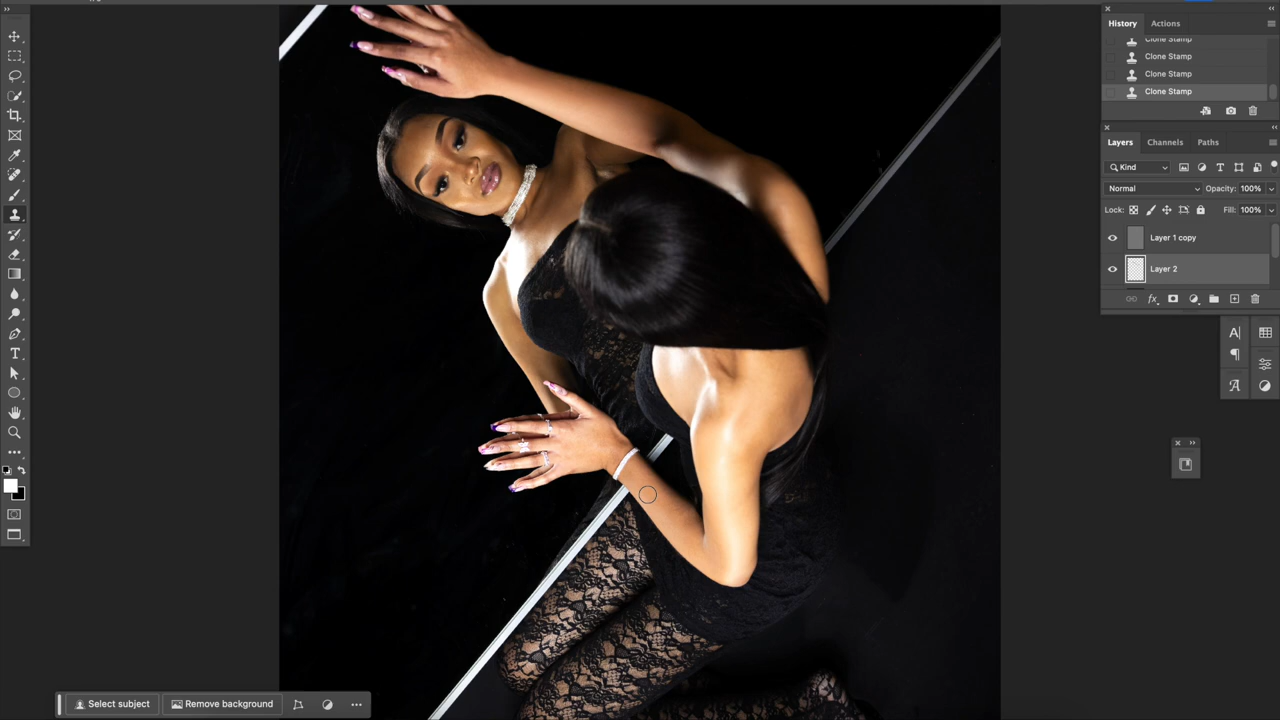 History Actions
Clone Stamp
Clone Stamp
Clone Stamp
Clone Stamp
Layers Channels Paths
Kind
Normal Opacity: 100%
Lock: Fill: 100%
Layer 1 copy
Layer 2
fx
Select subject Remove background